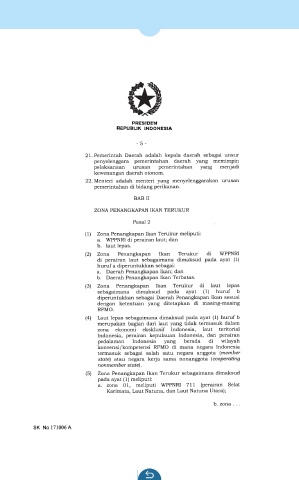 PRESIDEN
REPUBLIK INDONESIA
- 5 -
21. Pemerintah Daerah adalah kepala daerah sebagai unsur
penyelenggara pemerintahan daerah yang memimpin
pelaksanaan urusan pemerintahan yang menjadi
kewenangan daerah otonom.
22. Menteri adalah menteri yang menyelenggarakan urusan
pemerintahan di bidang perikanan.
BAB II
ZONA PENANGKAPAN IKAN TERUKUR
Pasal 2
(1) Zona Penangkapan Ikan Terukur meliputi:
a. WPPNRI di perairan laut; dan
b. laut lepas.
(2) Zona Penangkapan Ikan Terukur di WPPNRI
di perairan laut sebagaimana dimaksud pada ayat (1)
huruf a diperuntukkan sebagai:
a. Daerah Penangkapan Ikan; dan
b. Daerah Penangkapan Ikan Terbatas.
(3) Zona Penangkapan Ikan Terukur di laut lepas
sebagaimana dimaksud pada ayat (1) huruf b
diperuntukkan sebagai Daerah Penangkapan Ikan sesuai
dengan ketentuan yang ditetapkan di masing-masing
RFMO.
(4) Laut lepas sebagaimana dimaksud pada ayat (1) huruf b
merupakan bagian dari laut yang tidak termasuk dalam
zona ekonomi eksklusif Indonesia, laut teritorial
Indonesia, perairan kepulauan Indonesia, dan perairan
pedalaman Indonesia yang berada di wilayah
konvensi/kompetensi RFMO di mana negara Indonesia
termasuk sebagai salah satu negara anggota (member
state) atau negara kerja sama nonanggota (cooperating
nonmember state).
(5) Zona Penangkapan Ikan Terukur sebagaimana dimaksud
pada ayat (1) meliputi:
a. zona 01, meliputi WPPNRI 711 (perairan Selat
Karimata, Laut Natuna, dan Laut Natuna Utara);
b. zona . . .
SK No 171006 A